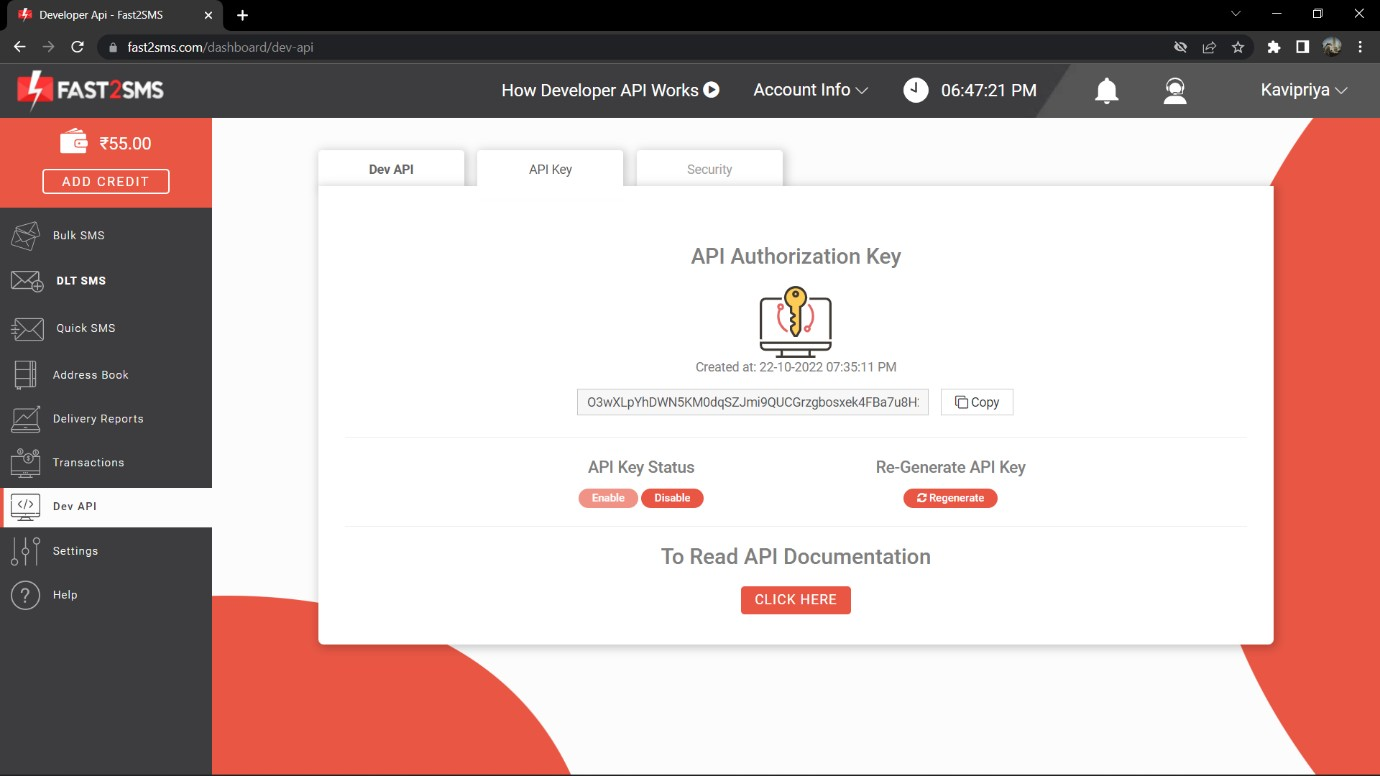 Developer Api - Fast2SMS
fast2sms.com/dashboard/dev-api
FAST2SMS
How Developer API Works
Account Info
06:47:21 PM
Kavipriya
₹55.00
ADD CREDIT
Bulk SMS
DLT SMS
Quick SMS
Address Book
Delivery Reports
Transactions
Dev API
Settings
Help
Dev API
API Key
Security
API Authorization Key
Created at: 22-10-2022 07:35:11 PM
O3wXLpYhDWN5KM0dqSZJmi9QUCGrzgbosxek4FBa7u8H
Copy
API Key Status
Re-Generate API Key
Enable
Disable
Regenerate
To Read API Documentation
CLICK HERE